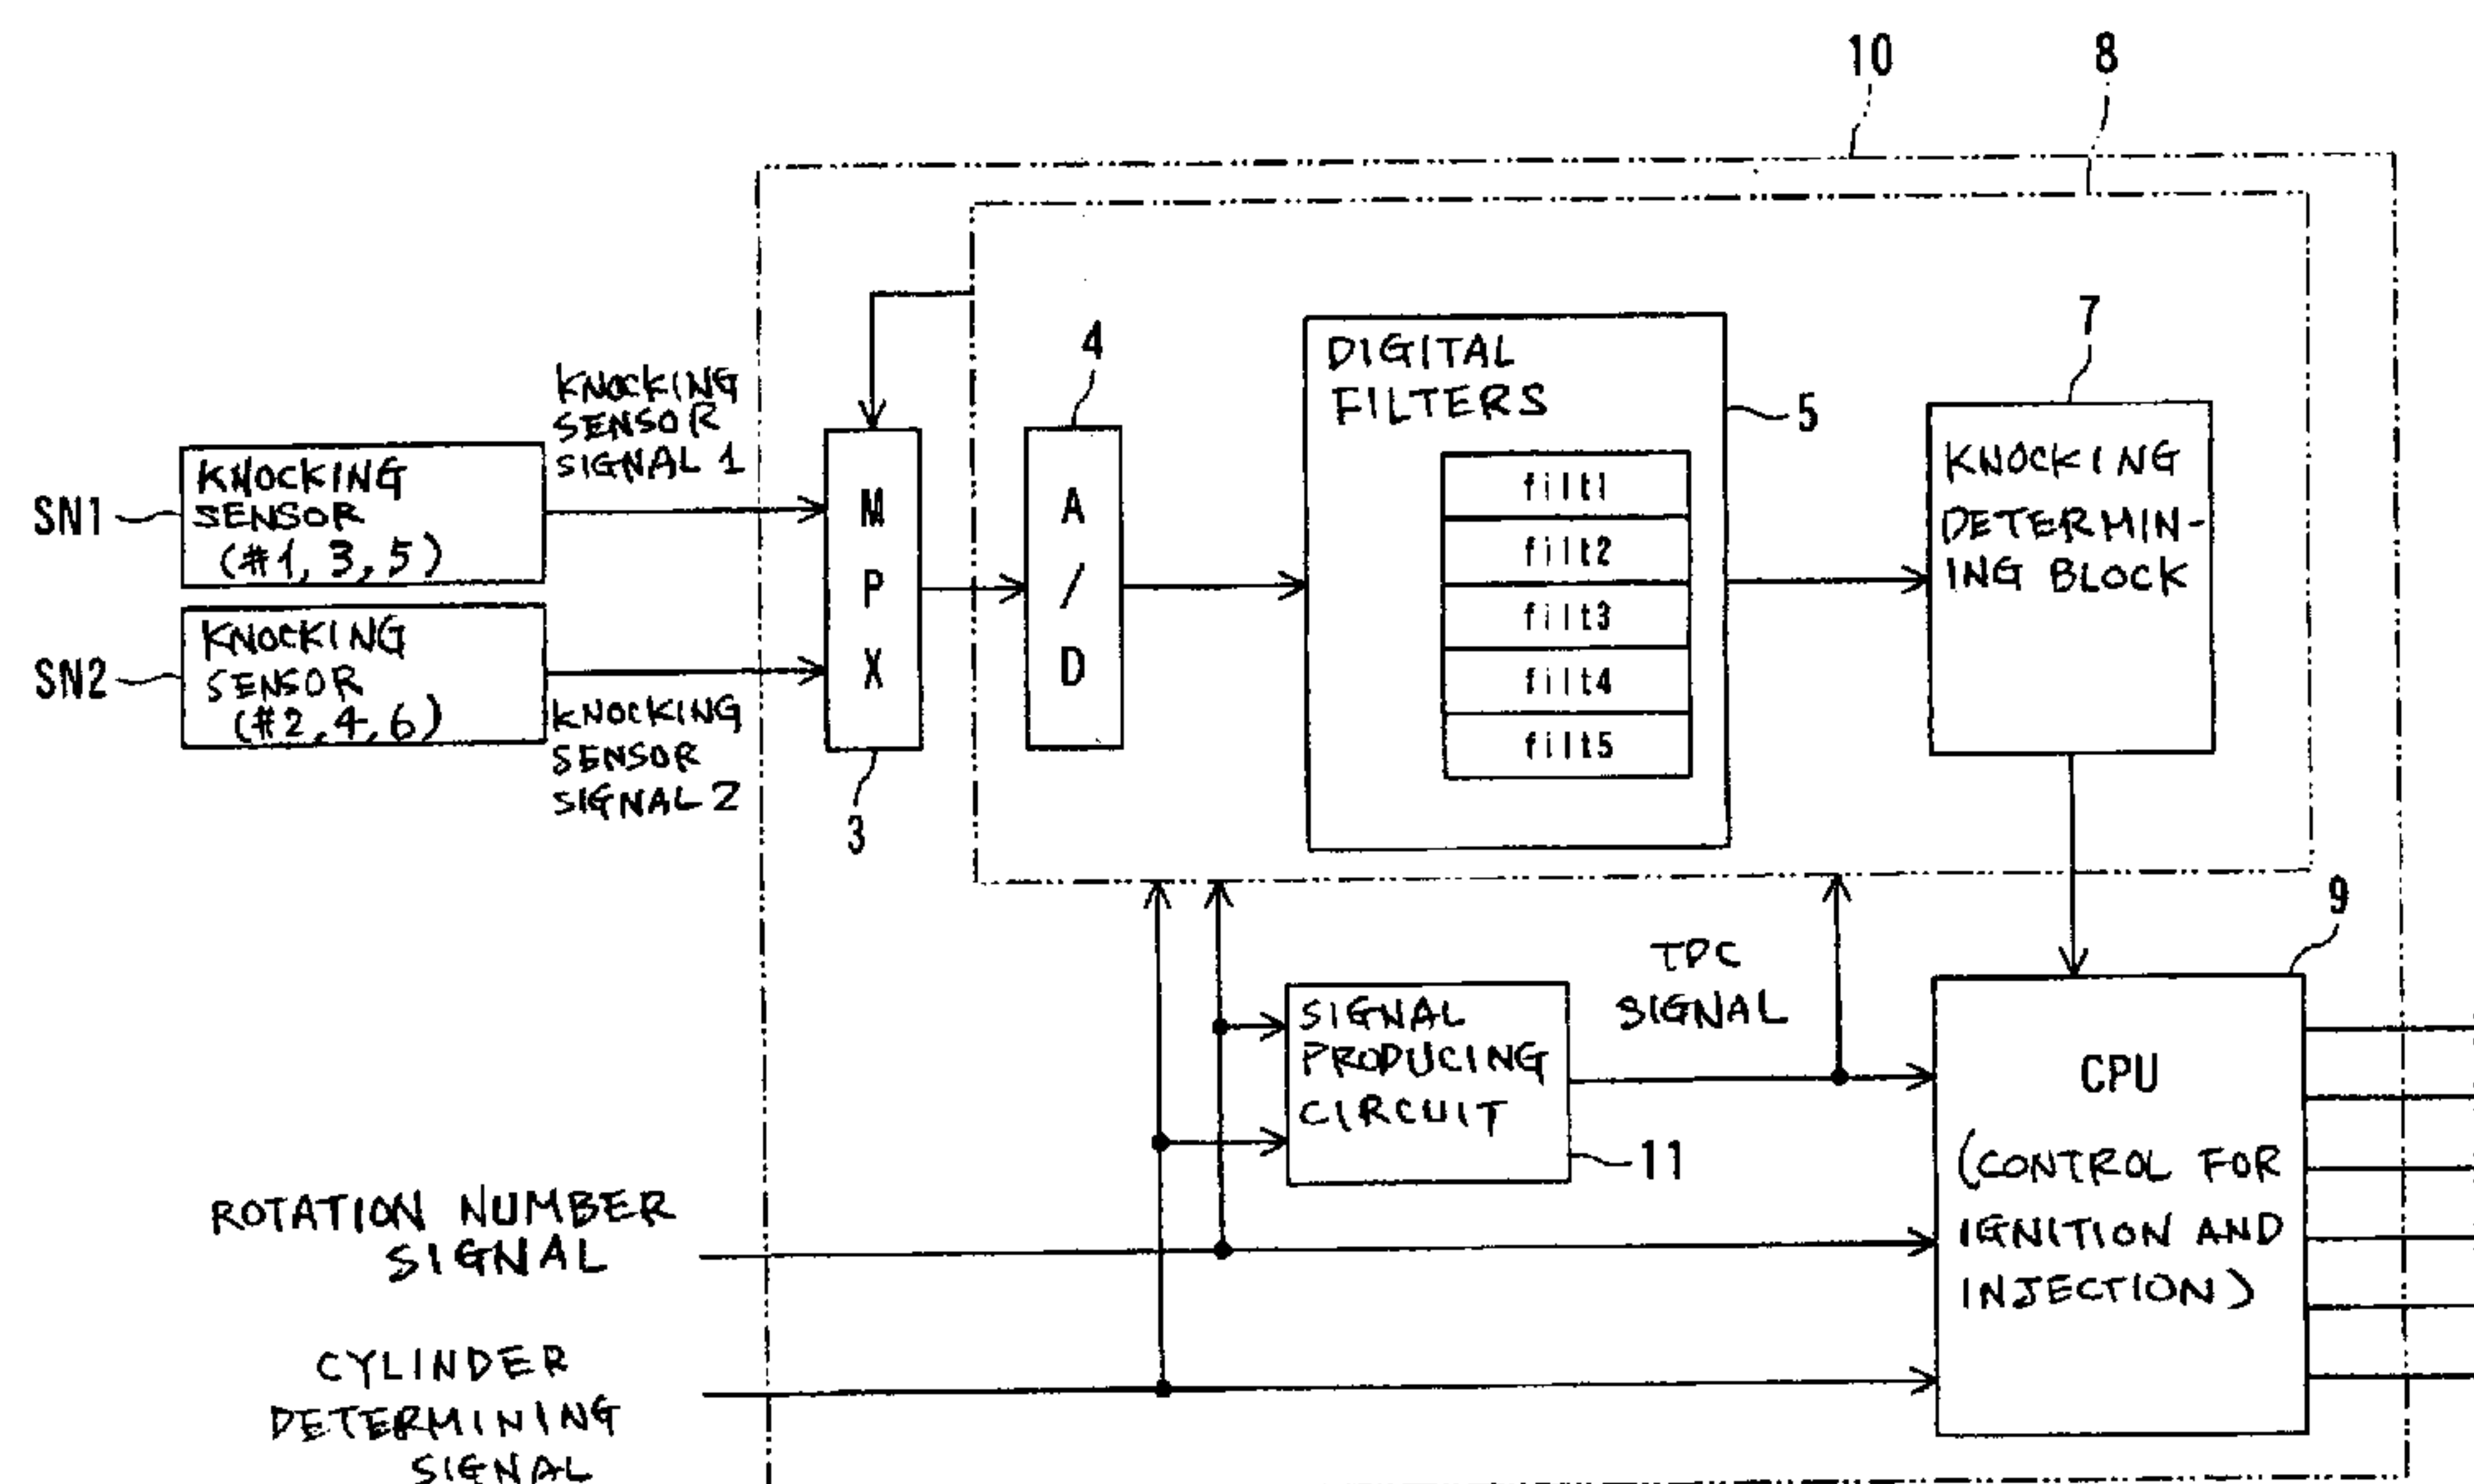 10
8
4
7
DIGITAL
FILTERS
5
KNOCKING
SENSOR
SIGNAL 1
SN1
KNOCKING
SENSOR
(#1, 3, 5)
M
P
X
A
/
D
filt1
filt2
filt3
filt4
filt5
KNOCKING
DETERMIN-
ING BLOCK
SN2
KNOCKING
SENSOR
(#2, 4, 6)
KNOCKING
SENSOR
SIGNAL 2
3
9
TDC
SIGNAL
SIGNAL
PRODUCING
CIRCUIT
11
CPU
(CONTROL FOR
IGNITION AND
INJECTION)
ROTATION NUMBER
SIGNAL
CYLINDER
DETERMINING
SIGNAL